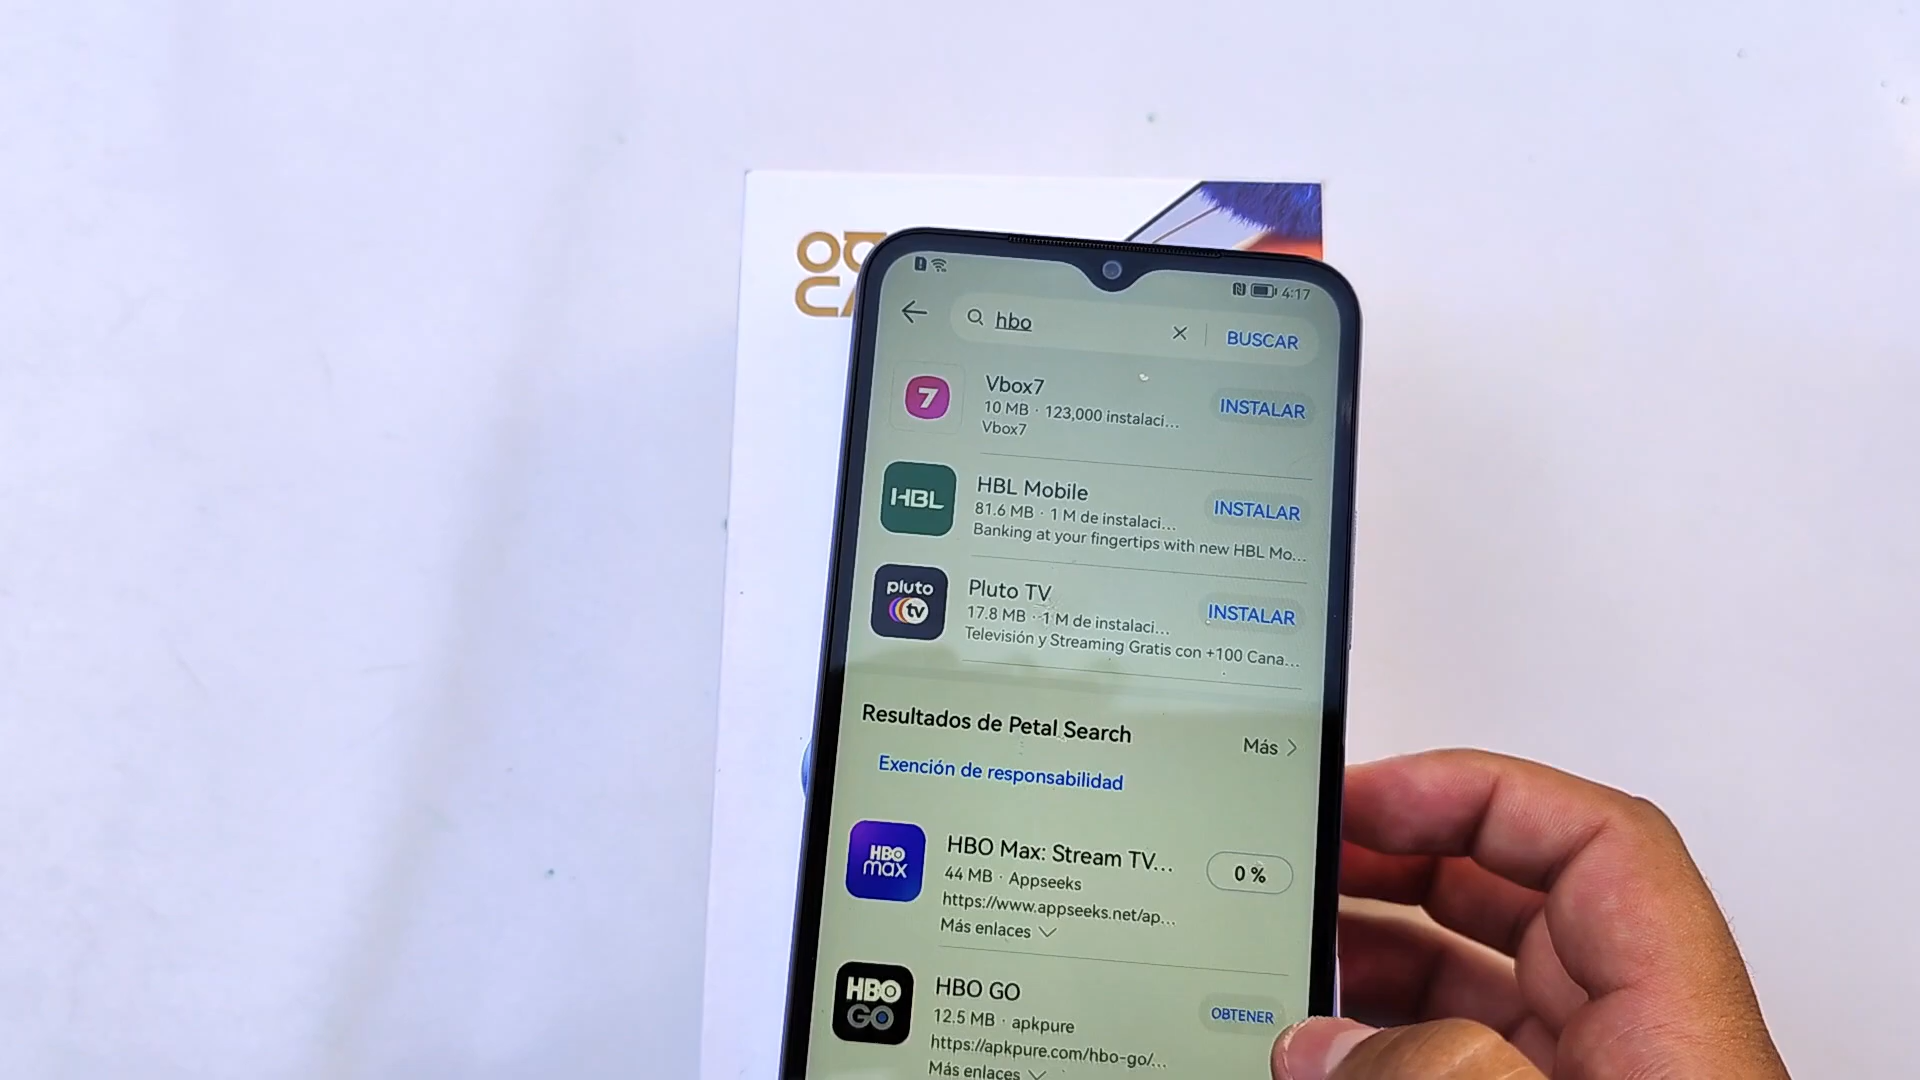 4:17
hbo
BUSCAR
7
Vbox7
10 MB · 123,000 instalaci...
Vbox7
INSTALAR
HBL
HBL Mobile
81.6 MB · 1 M de instalaci...
Banking at your fingertips with new HBL Mo...
INSTALAR
pluto
tv
Pluto TV
17.8 MB · 1 M de instalaci...
Televisión y Streaming Gratis con +100 Cana...
INSTALAR
Resultados de Petal Search
Más
Exención de responsabilidad
HBO
max
HBO Max: Stream TV...
44 MB · Appseeks
https://www.appseeks.net/ap...
Más enlaces
0 %
HBO
GO
HBO GO
12.5 MB · apkpure
https://apkpure.com/hbo-go/...
Más enlaces
OBTENER